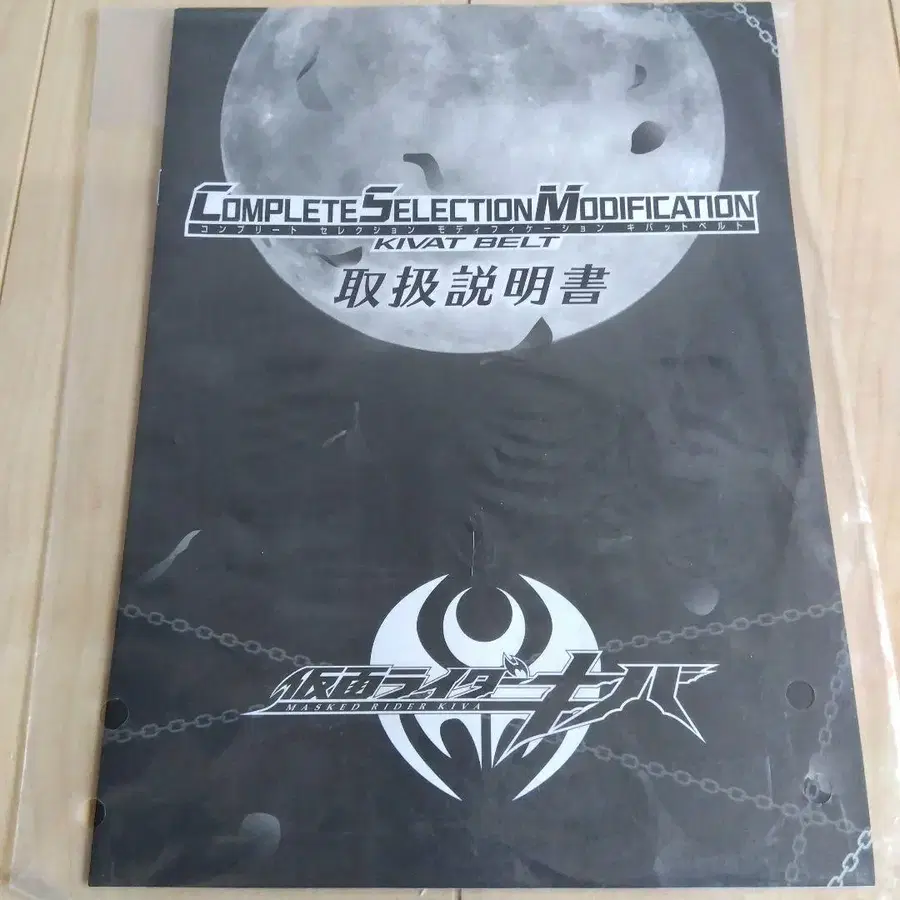 COMPLETE SELECTION MODIFICATION
コンプリート セレクション モディフィケーション キバットベルト
KIVAT BELT
取扱説明書
仮面ライダーキバ
MASKED RIDER KIVA